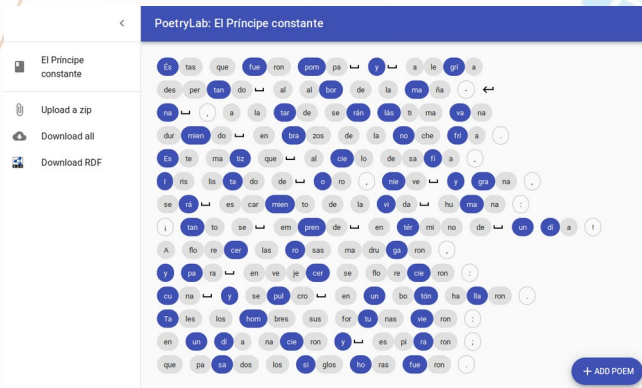 PoetryLab: El Príncipe constante
El Príncipe
constante
Upload a zip
Download all
Download RDF
És tas que fue ron pom pa y a le grí a
des per tan do al al bor de la ma ña -
na , a la tar de se rán lás ti ma va na
dur mien do en bra zos de la no che frí a .
Es te ma tiz que al cie lo de sa fí a ,
I ris lis ta do de o ro , nie ve y gra na ,
se rá es car mien to de la vi da hu ma na :
¡ tan to se em pren de en tér mi no de un dí a !
A flo re cer las ro sas ma dru ga ron ,
y pa ra en ve je cer se flo re cie ron :
cu na y se pul cro en un bo tón ha lla ron .
Ta les los hom bres sus for tu nas vie ron :
en un dí a na cie ron y es pi ra ron ;
que pa sa dos los si glos ho ras fue ron .
+ ADD POEM